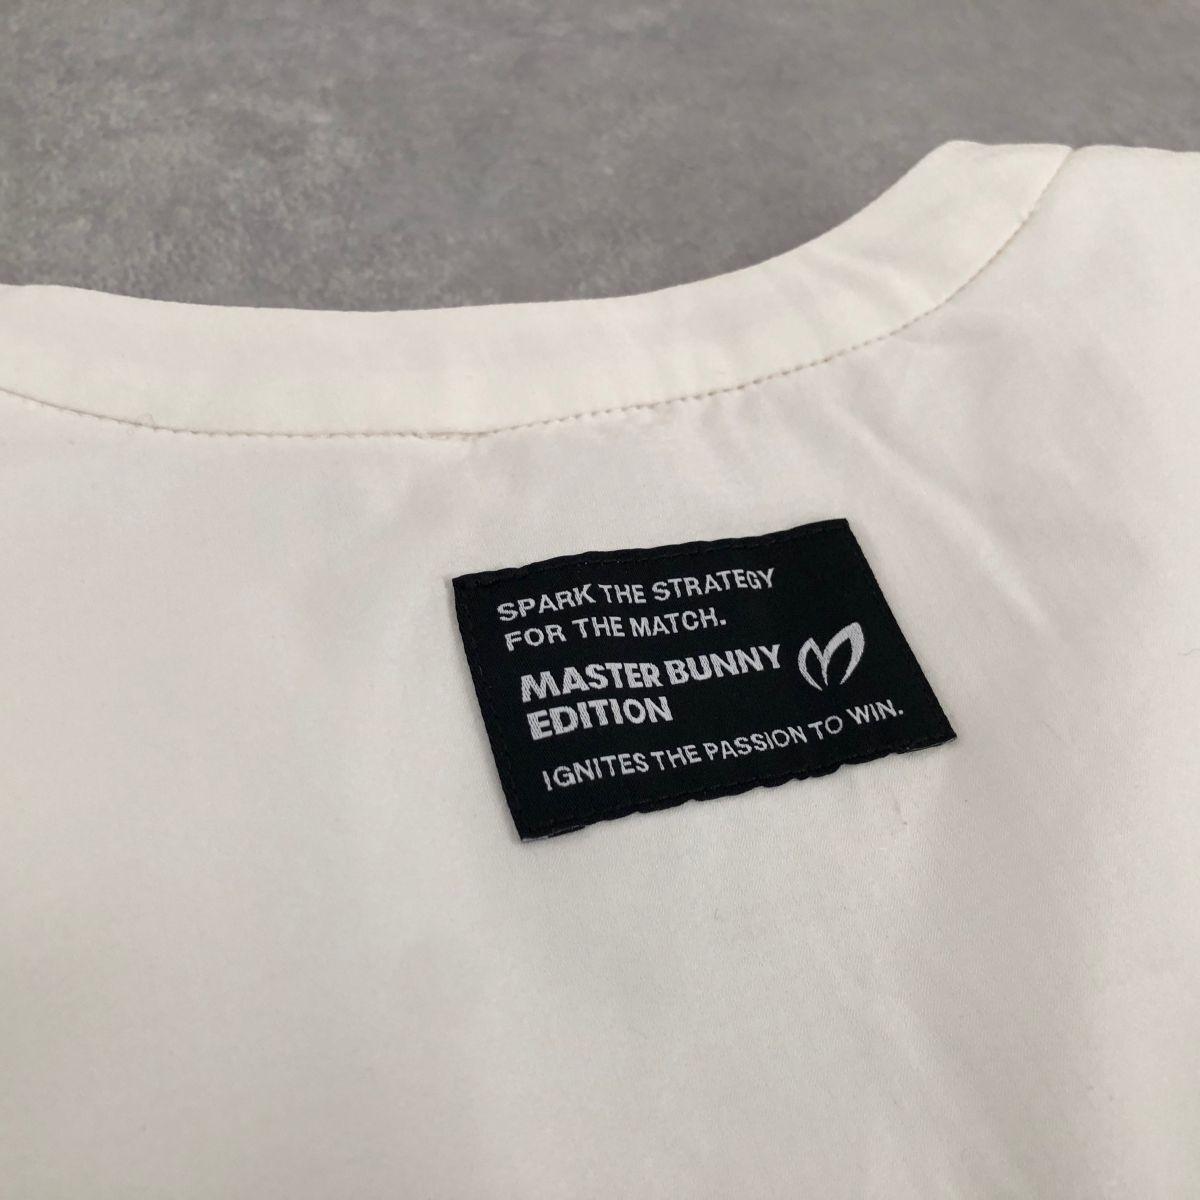 SPARK THE STRATEGY
FOR THE MATCH.
MASTER BUNNY
EDITION
IGNITES THE PASSION TO WIN.